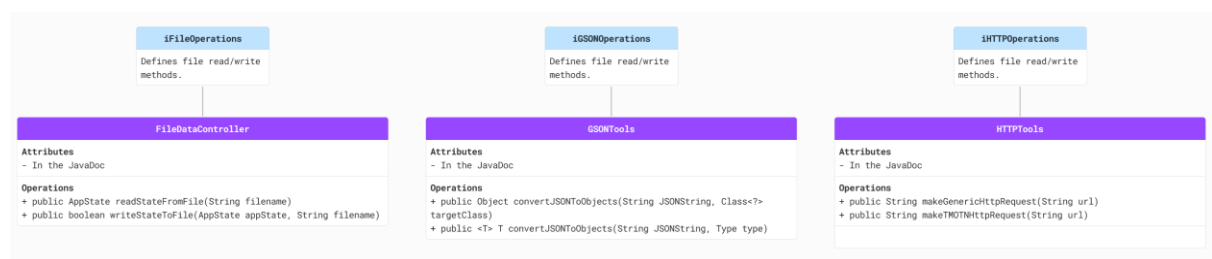 iFileOperations
Defines file read/write
methods.
FileDataController
Attributes
- In the JavaDoc
Operations
+ public AppState readStateFromFile(String filename)
+ public boolean writeStateToFile(AppState appState, String filename)
iGSONOperations
Defines file read/write
methods.
GSONTools
Attributes
- In the JavaDoc
Operations
+ public Object convertJSONToObjects(String JSONString, Class<?>
targetClass)
+ public <T> T convertJSONToObjects(String JSONString, Type type)
iHTTPOperations
Defines file read/write
methods.
HTTPTools
Attributes
- In the JavaDoc
Operations
+ public String makeGenericHttpRequest(String url)
+ public String makeTMOTNHttpRequest(String url)